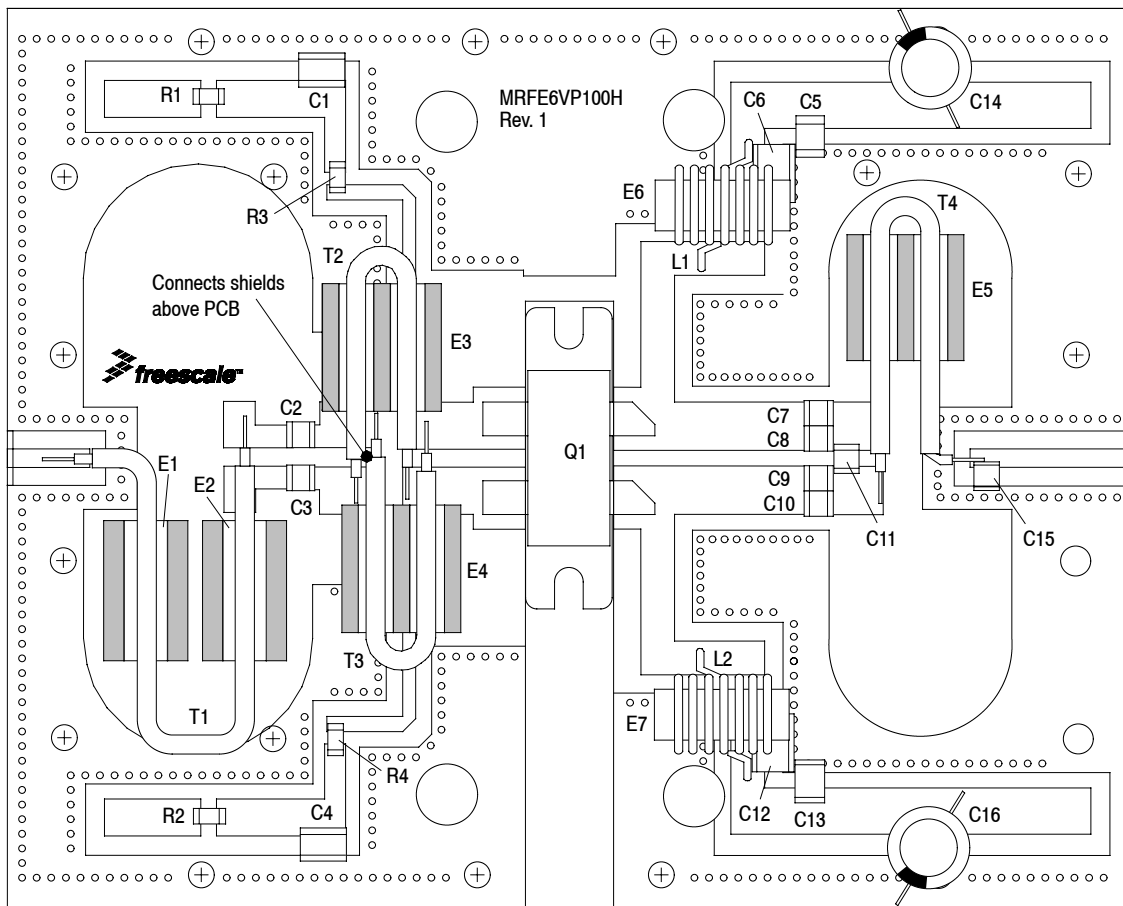 R1
C1
MRFE6VP100H
Rev. 1
C6
C5
C14
R3
E6
T2
L1
T4
Connects shields
above PCB
E5
E3
freescale™
C2
C7
C8
Q1
E1
E2
C3
C9
C10
C11
C15
E4
T3
L2
T1
E7
R4
R2
C4
C12
C13
C16